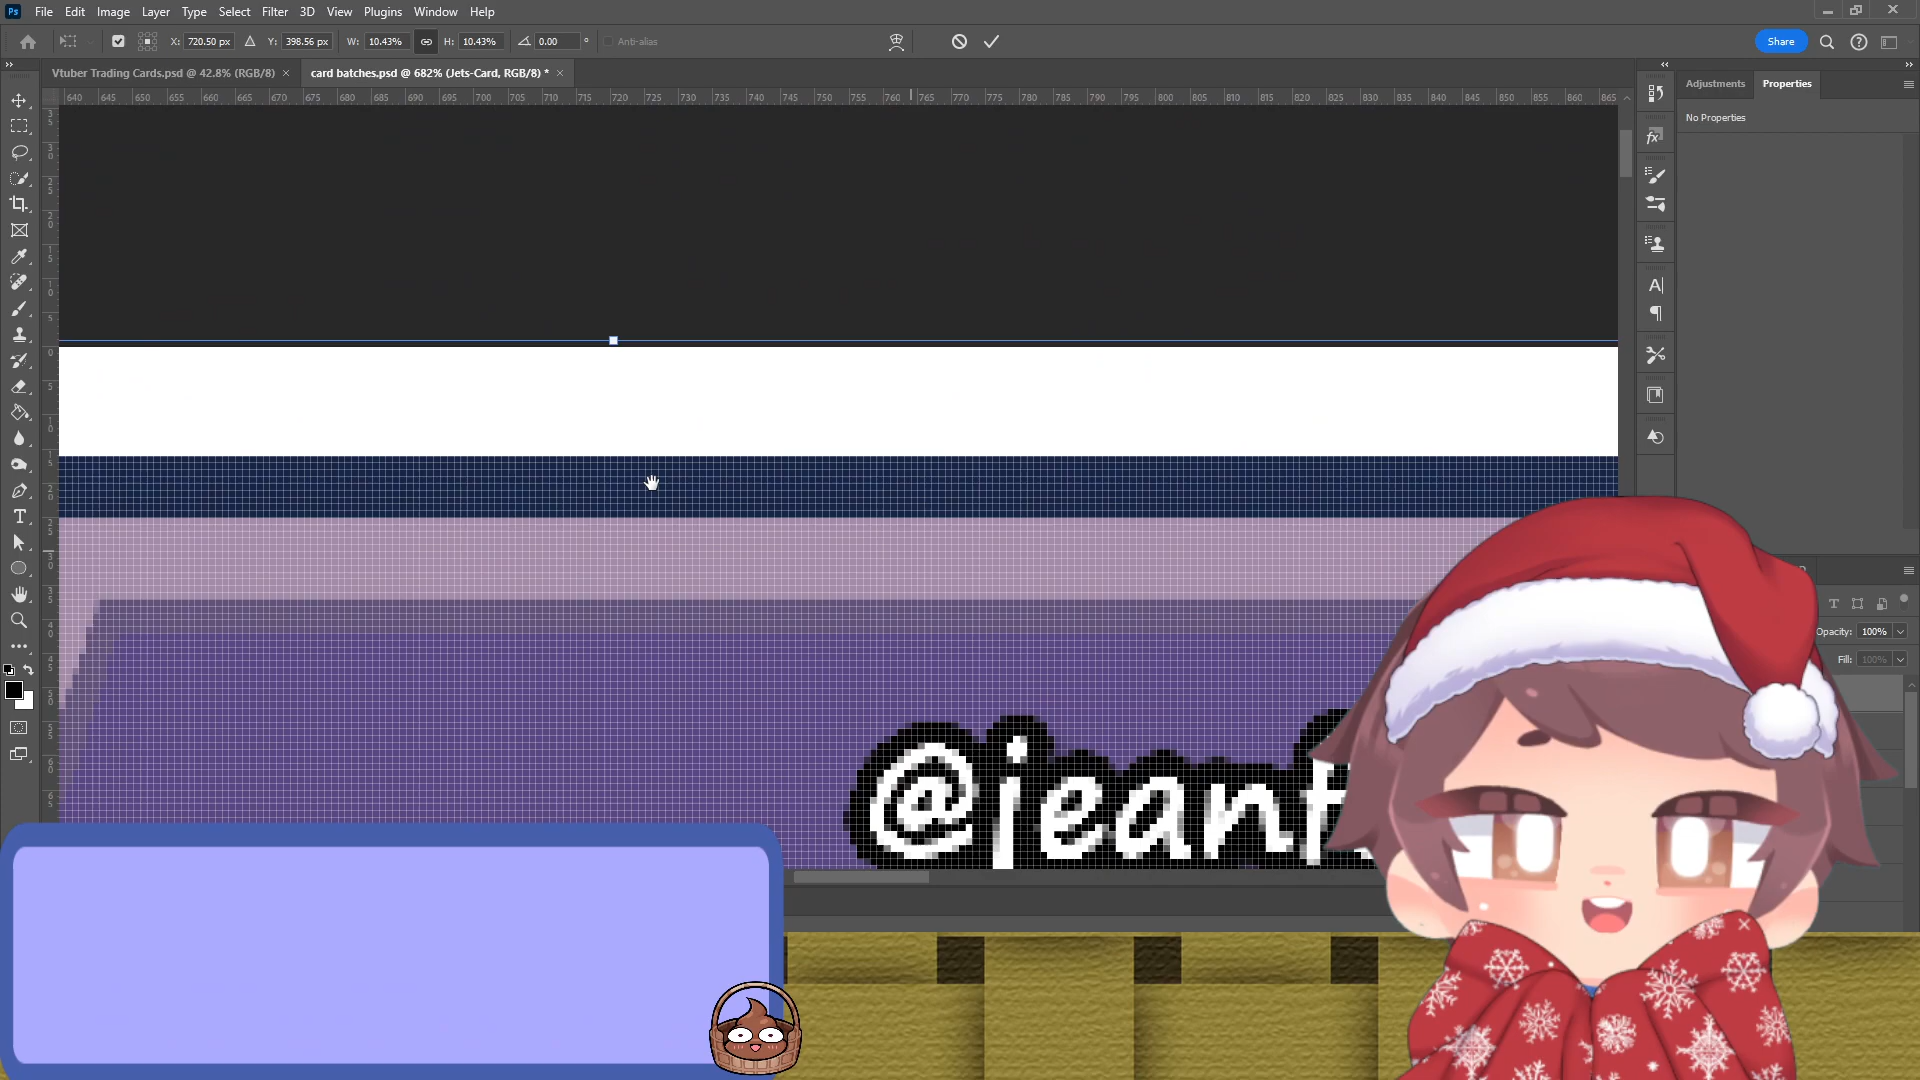 Ps File Edit Image Layer Type Select Filter 3D View Plugins Window Help
X: 720.50 px Y: 398.56 px W: 10.43% H: 10.43% 0.00 ° Anti-alias Share
Vtuber Trading Cards.psd @ 42.8% (RGB/8) × card batches.psd @ 682% (Jets-Card, RGB/8) * ×
640 645 650 655 660 665 670 675 680 685 690 695 700 705 710 715 720 725 730 735 740 745 750 755 760 765 770 775 780 785 790 795 800 805 810 815 820 825 830 835 840 845 850 855 860 865
Adjustments Properties
No Properties
Opacity: 100%
Fill: 100%
@jean